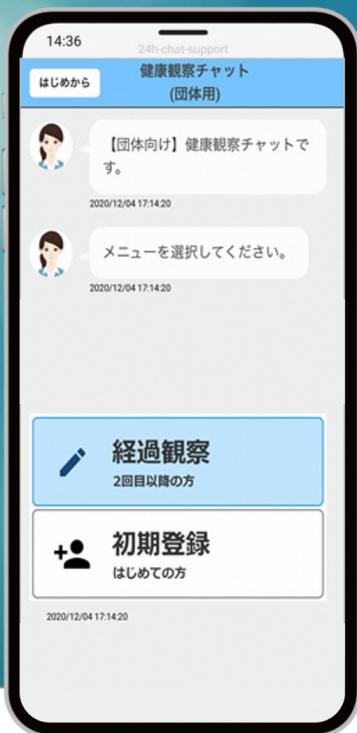 14:36
24h-chat-support
はじめから
健康観察チャット
(団体用)
【団体向け】健康観察チャットで
す。
2020/12/04 17:14:20
メニューを選択してください。
2020/12/04 17:14:20
経過観察
2回目以降の方
初期登録
はじめての方
2020/12/04 17:14:20